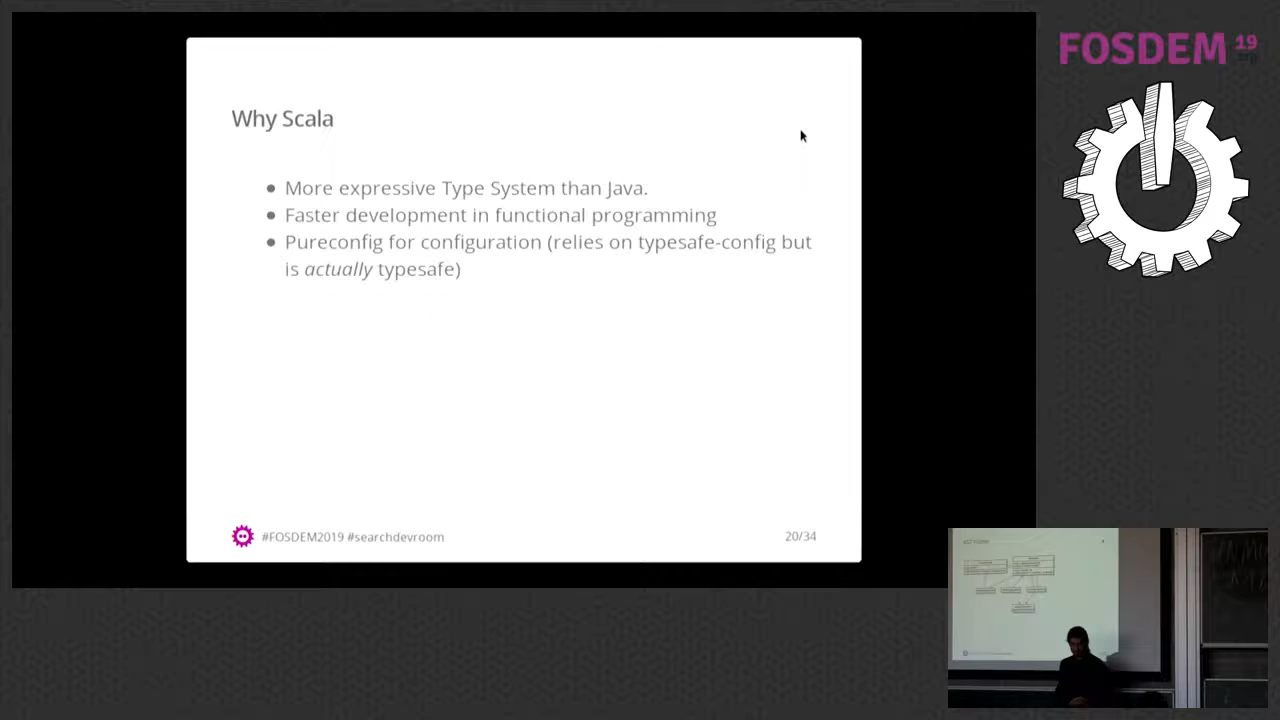 FOSDEM 19
.org
Why Scala
More expressive Type System than Java.
Faster development in functional programming
Pureconfig for configuration (relies on typesafe-config but
is actually typesafe)
#FOSDEM2019 #searchdevroom
20/34